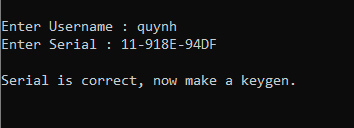 Enter Username : quynh
Enter Serial : 11-918E-94DF
Serial is correct, now make a keygen.